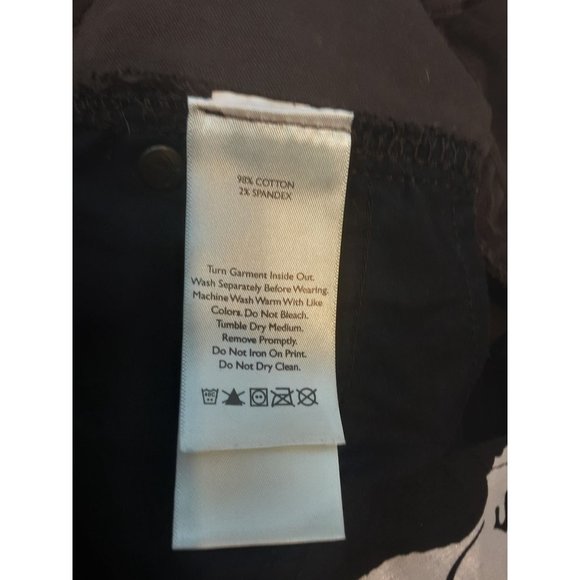 98% COTTON
2% SPANDEX
Turn Garment Inside Out.
Wash Separately Before Wearing.
Machine Wash Warm With Like
Colors. Do Not Bleach.
Tumble Dry Medium.
Remove Promptly.
Do Not Iron On Print.
Do Not Dry Clean.